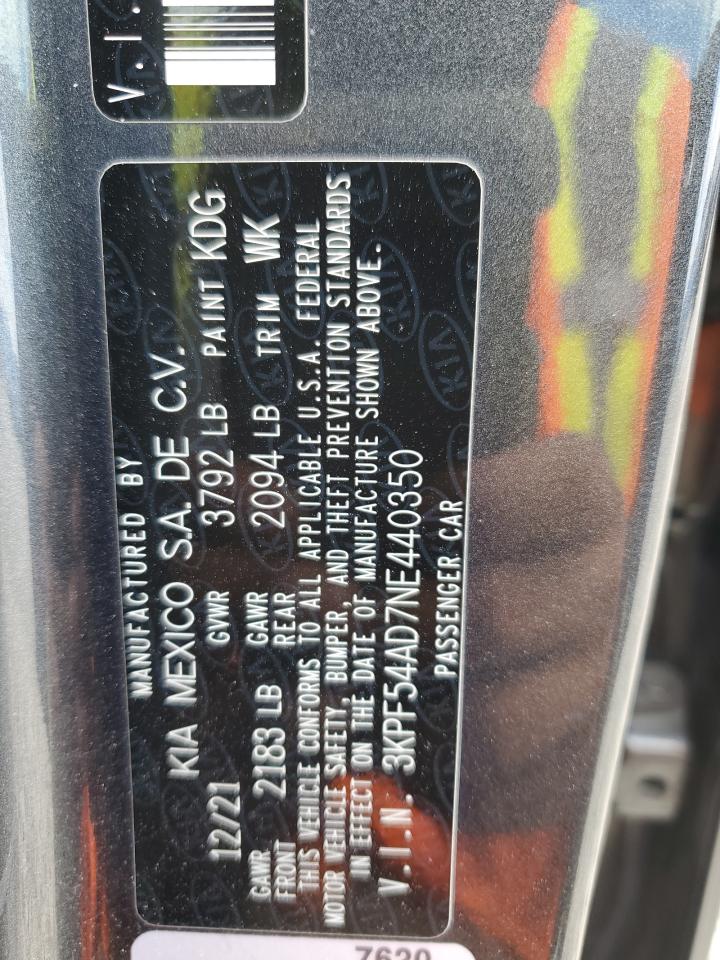 V.I.
MANUFACTURED BY
KIA MEXICO S.A. DE C.V.
12/21 GVWR 3792 LB PAINT KDG
GAWR FRONT 2183 LB GAWR REAR 2094 LB TRIM WK
THIS VEHICLE CONFORMS TO ALL APPLICABLE U.S.A. FEDERAL
MOTOR VEHICLE SAFETY, BUMPER, AND THEFT PREVENTION STANDARDS
IN EFFECT ON THE DATE OF MANUFACTURE SHOWN ABOVE.
V.I.N. 3KPF54AD7NE440350
PASSENGER CAR
7620